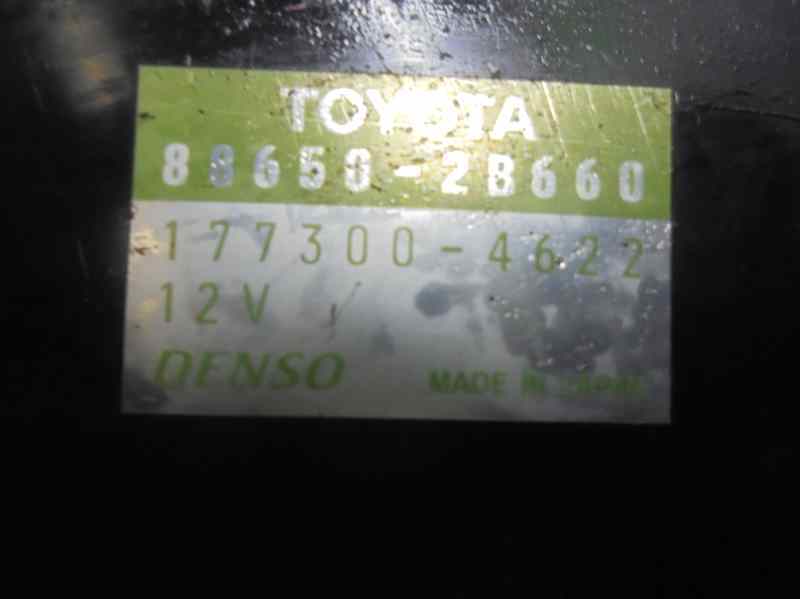 TOYOTA
88650-2B660
177300-4622
12V
DENSO
MADE IN JAPAN